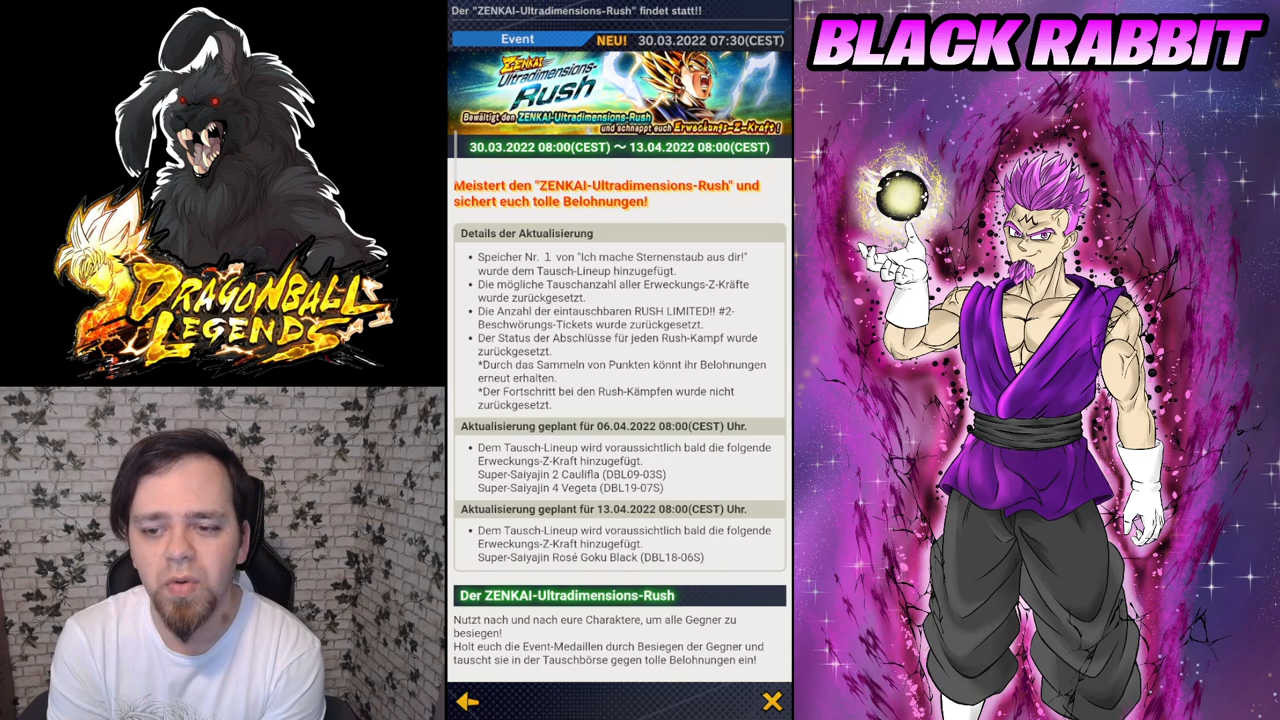 DRAGONBALL
LEGENDS
Der "ZENKAI-Ultradimensions-Rush" findet statt!!
Event
NEU! 30.03.2022 07:30(CEST)
ZENKAI
Ultradimensions-
Rush
Bewältigt den ZENKAI-Ultradimensions-Rush
und schnappt euch Erweckungs-Z-Kraft!
30.03.2022 08:00(CEST) ～ 13.04.2022 08:00(CEST)
Meistert den "ZENKAI-Ultradimensions-Rush" und
sichert euch tolle Belohnungen!
Details der Aktualisierung
• Speicher Nr. 1 von "Ich mache Sternenstaub aus dir!"
wurde dem Tausch-Lineup hinzugefügt.
• Die mögliche Tauschanzahl aller Erweckungs-Z-Kräfte
wurde zurückgesetzt.
• Die Anzahl der eintauschbaren RUSH LIMITED!! #2-
Beschwörungs-Tickets wurde zurückgesetzt.
• Der Status der Abschlüsse für jeden Rush-Kampf wurde
zurückgesetzt.
*Durch das Sammeln von Punkten könnt ihr Belohnungen
erneut erhalten.
*Der Fortschritt bei den Rush-Kämpfen wurde nicht
zurückgesetzt.
Aktualisierung geplant für 06.04.2022 08:00(CEST) Uhr.
• Dem Tausch-Lineup wird voraussichtlich bald die folgende
Erweckungs-Z-Kraft hinzugefügt.
Super-Saiyajin 2 Caulifla (DBL09-03S)
Super-Saiyajin 4 Vegeta (DBL19-07S)
Aktualisierung geplant für 13.04.2022 08:00(CEST) Uhr.
• Dem Tausch-Lineup wird voraussichtlich bald die folgende
Erweckungs-Z-Kraft hinzugefügt.
Super-Saiyajin Rosé Goku Black (DBL18-06S)
Der ZENKAI-Ultradimensions-Rush
Nutzt nach und nach eure Charaktere, um alle Gegner zu
besiegen!
Holt euch die Event-Medaillen durch Besiegen der Gegner und
tauscht sie in der Tauschbörse gegen tolle Belohnungen ein!
BLACK RABBIT